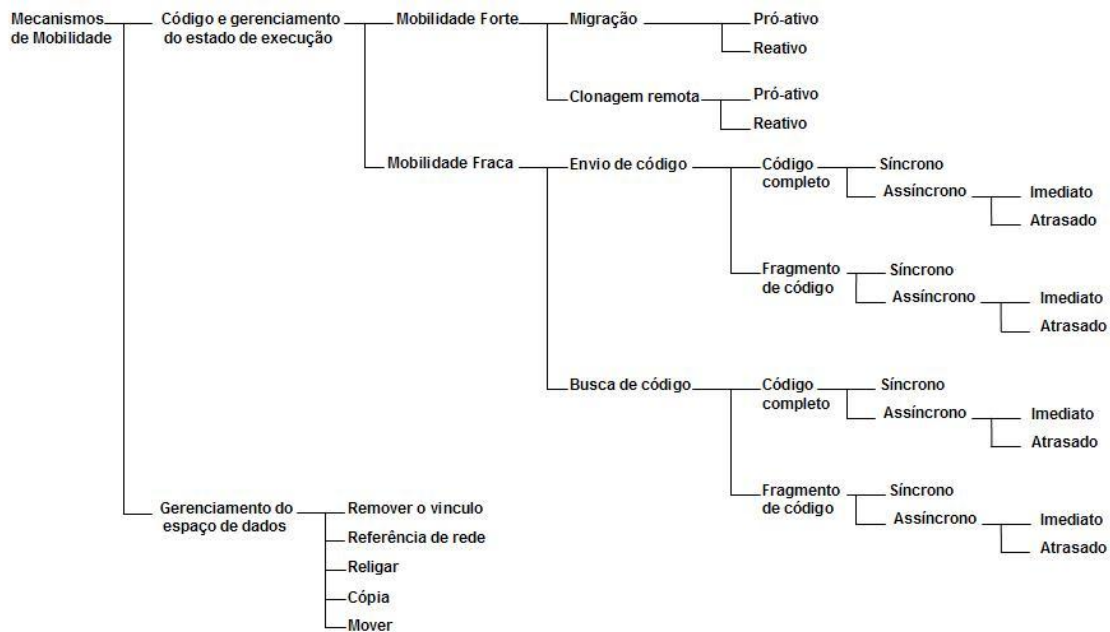 Mecanismos
de Mobilidade
Código e gerenciamento
do estado de execução
Mobilidade Forte
Migração
Pró-ativo
Reativo
Clonagem remota
Pró-ativo
Reativo
Mobilidade Fraca
Envio de código
Código
completo
Síncrono
Assíncrono
Imediato
Atrasado
Fragmento
de código
Síncrono
Assíncrono
Imediato
Atrasado
Busca de código
Código
completo
Síncrono
Assíncrono
Imediato
Atrasado
Fragmento
de código
Síncrono
Assíncrono
Imediato
Atrasado
Gerenciamento do
espaço de dados
Remover o vinculo
Referência de rede
Religar
Cópia
Mover